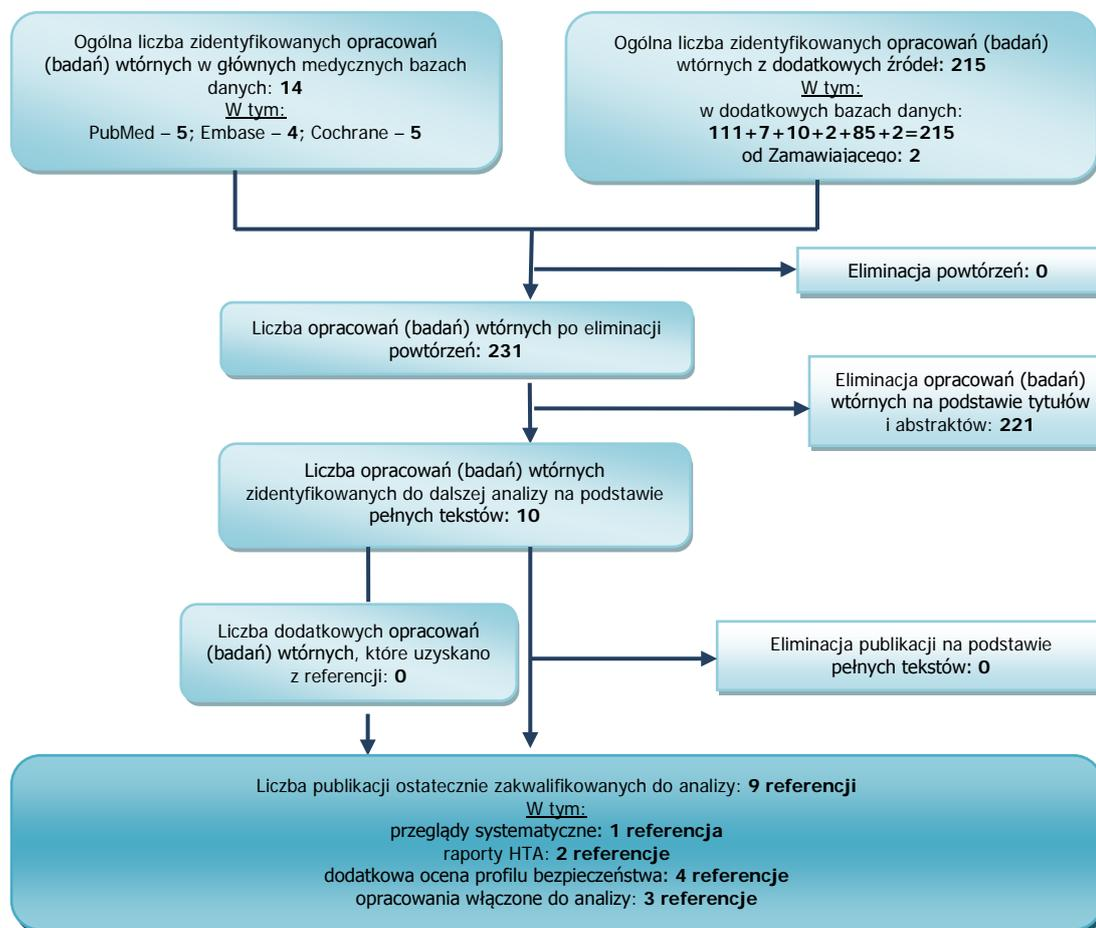 Ogólna liczba zidentyfikowanych opracowań
(badań) wtórnych w głównych medycznych bazach
danych: 14
W tym:
PubMed – 5; Embase – 4; Cochrane – 5
Ogólna liczba zidentyfikowanych opracowań (badań)
wtórnych z dodatkowych źródeł: 215
W tym:
w dodatkowych bazach danych:
111+7+10+2+85+2=215
od Zamawiającego: 2
Eliminacja powtórzeń: 0
Liczba opracowań (badań) wtórnych po eliminacji
powtórzeń: 231
Eliminacja opracowań (badań)
wtórnych na podstawie tytułów
i abstraktów: 221
Liczba opracowań (badań) wtórnych
zidentyfikowanych do dalszej analizy na podstawie
pełnych tekstów: 10
Liczba dodatkowych opracowań
(badań) wtórnych, które uzyskano
z referencji: 0
Eliminacja publikacji na podstawie
pełnych tekstów: 0
Liczba publikacji ostatecznie zakwalifikowanych do analizy: 9 referencji
W tym:
przeglądy systematyczne: 1 referencja
raporty HTA: 2 referencje
dodatkowa ocena profilu bezpieczeństwa: 4 referencje
opracowania włączone do analizy: 3 referencje